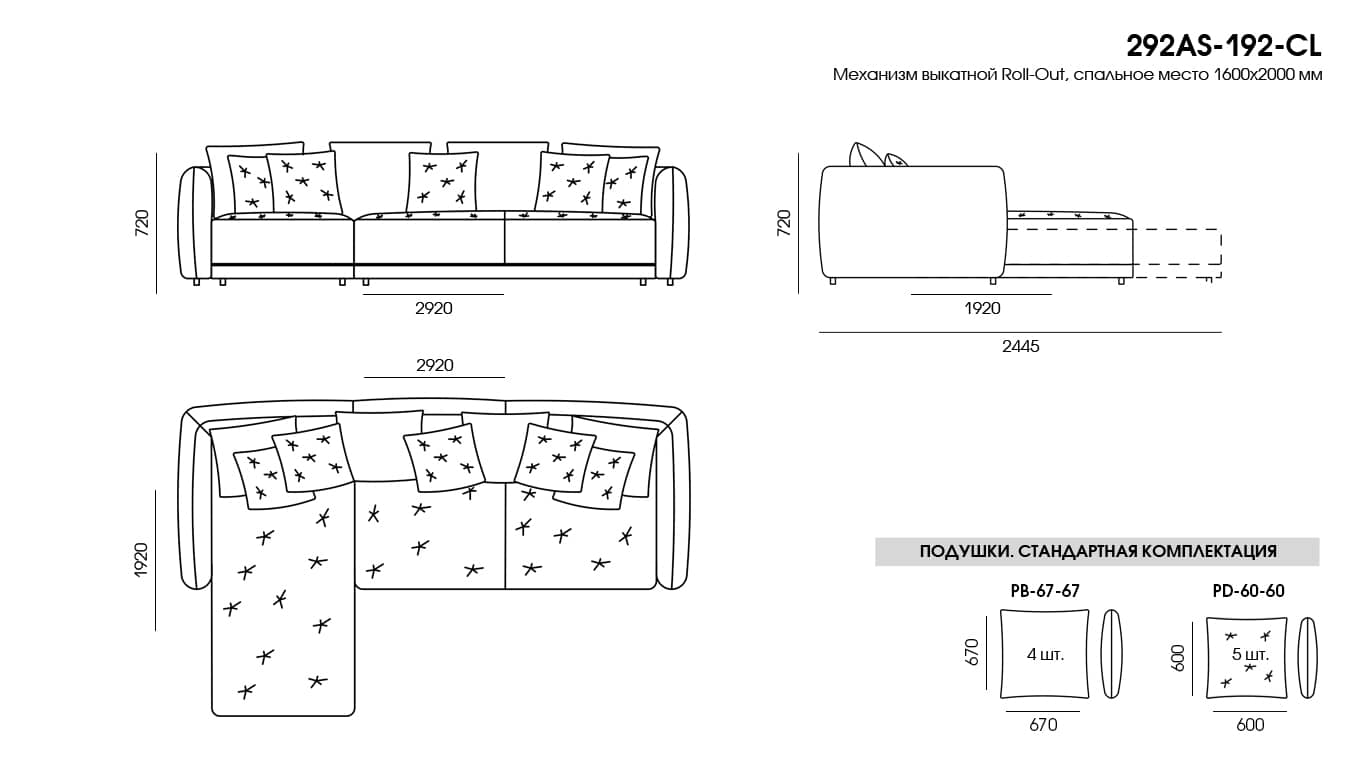 292AS-192-CL
Механизм выкатной Roll-Out, спальное место 1600x2000 мм
720
2920
720
1920
2445
2920
1920
ПОДУШКИ. СТАНДАРТНАЯ КОМПЛЕКТАЦИЯ
PB-67-67
PD-60-60
670
4 шт.
600
5 шт.
670
600